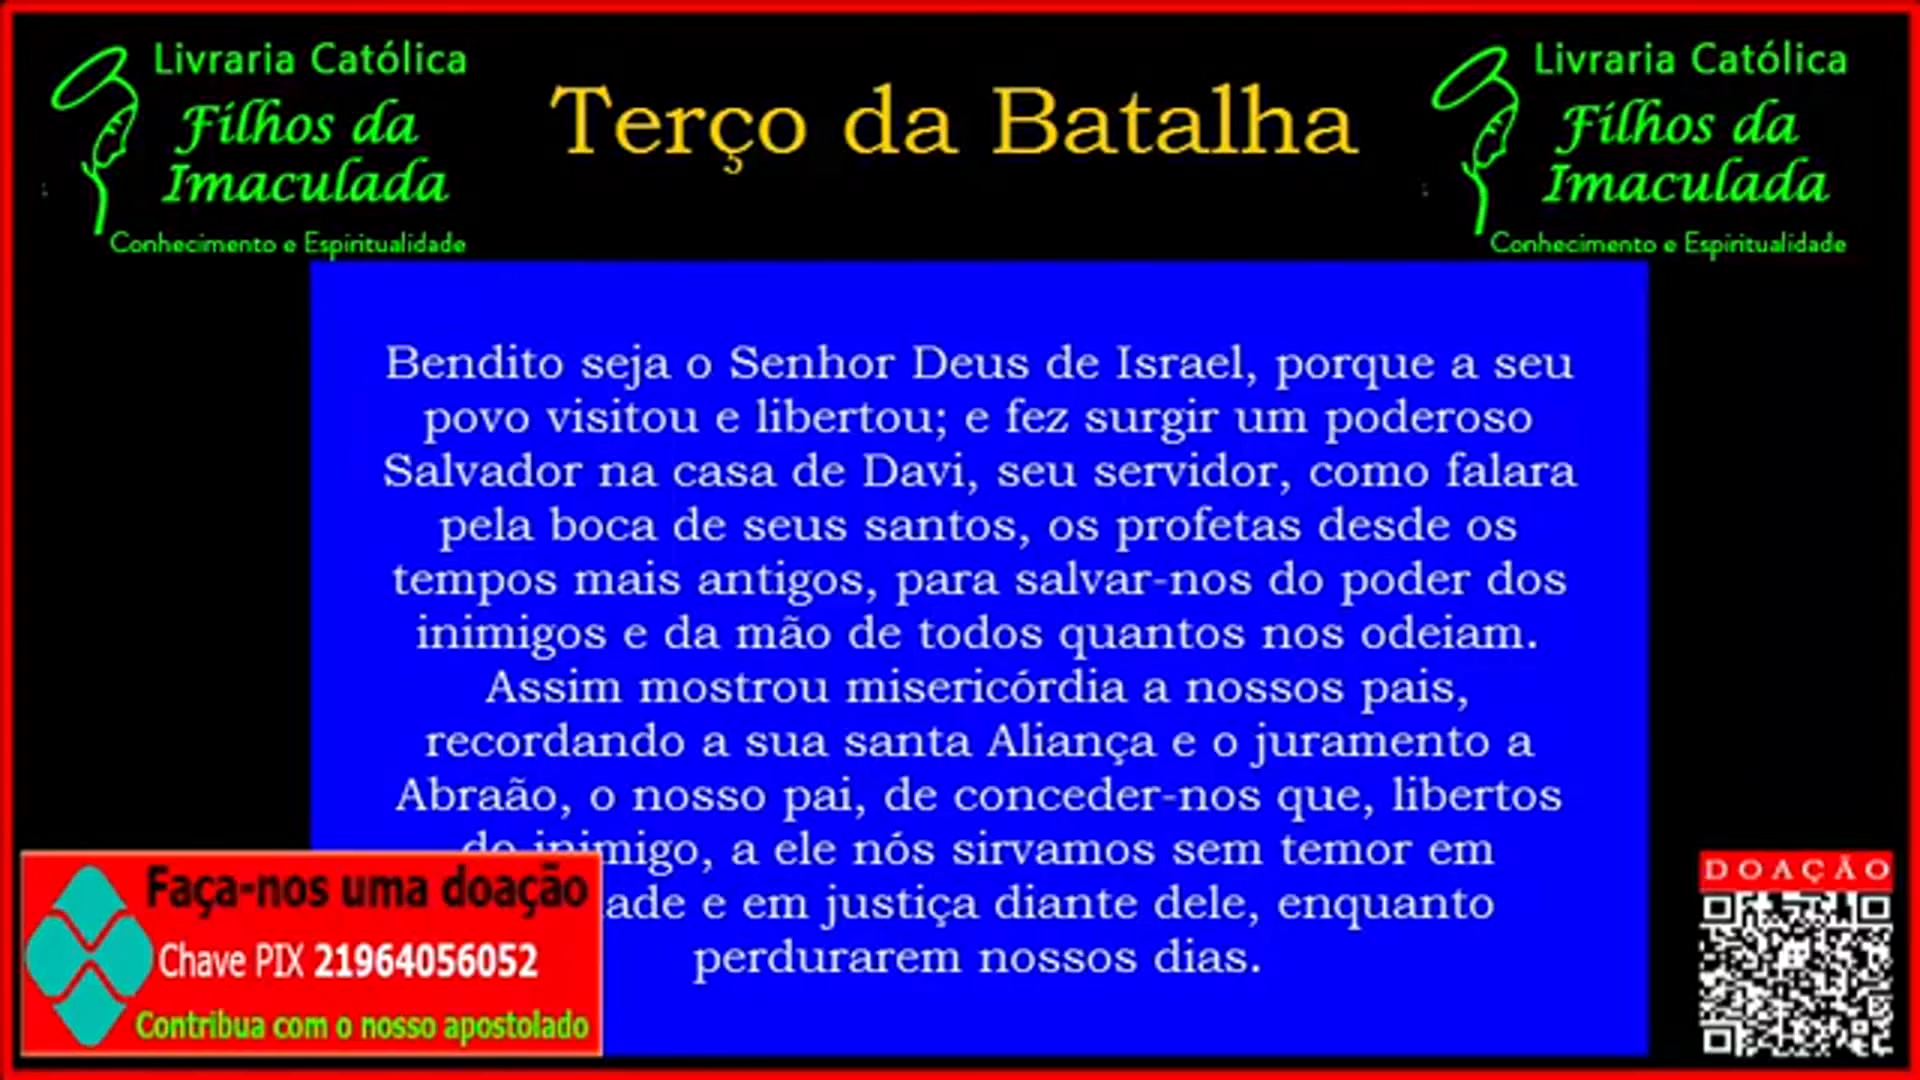 Livraria Católica
Filhos da
Imaculada
Conhecimento e Espiritualidade
Terço da Batalha
Livraria Católica
Filhos da
Imaculada
Conhecimento e Espiritualidade
Bendito seja o Senhor Deus de Israel, porque a seu
povo visitou e libertou; e fez surgir um poderoso
Salvador na casa de Davi, seu servidor, como falara
pela boca de seus santos, os profetas desde os
tempos mais antigos, para salvar-nos do poder dos
inimigos e da mão de todos quantos nos odeiam.
Assim mostrou misericórdia a nossos pais,
recordando a sua santa Aliança e o juramento a
Abraão, o nosso pai, de conceder-nos que, libertos
do inimigo, a ele nós sirvamos sem temor em
e em justiça diante dele, enquanto
perdurarem nossos dias.
Faça-nos uma doação
Chave PIX 21964056052
Contribua com o nosso apostolado
DOAÇÃO